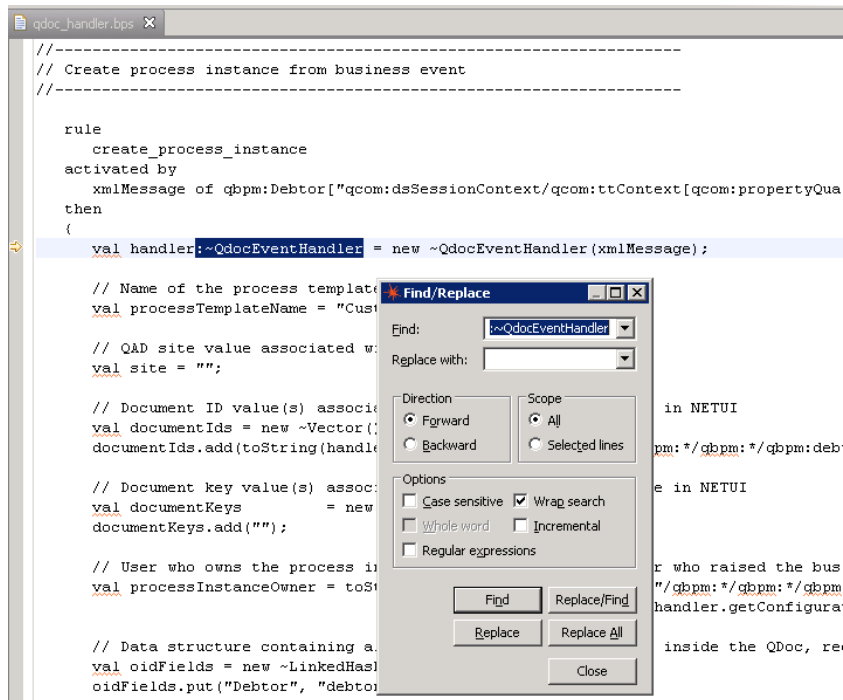 qdoc_handler.bps
//-------------------------------------------------------------------
// Create process instance from business event
//-------------------------------------------------------------------
rule
create_process_instance
activated by
xmlMessage of qbpm:Debtor["qcom:dsSessionContext/qcom:ttContext[qcom:propertyQua
then
{
val handler:~QdocEventHandler = new ~QdocEventHandler(xmlMessage);
// Name of the process template
val processTemplateName = "Cust
// QAD site value associated w
val site = "";
// Document ID value(s) associa in NETUI
val documentIds = new ~Vector()
documentIds.add(toString(handle pm:*/qbpm:*/qbpm:deb
// Document key value(s) assoc e in NETUI
val documentKeys = new
documentKeys.add("");
// User who owns the process i r who raised the bus
val processInstanceOwner = toSt "/qbpm:*/qbpm:*/qbpm
handler.getConfigura
// Data structure containing a inside the QDoc, re
val oidFields = new ~LinkedHas
oidFields.put("Debtor", "debto
Find/Replace
Find: :~QdocEventHandler
Replace with:
Direction
Forward
Backward
Scope
All
Selected lines
Options
Case sensitive Wrap search
Whole word Incremental
Regular expressions
Find Replace/Find
Replace Replace All
Close